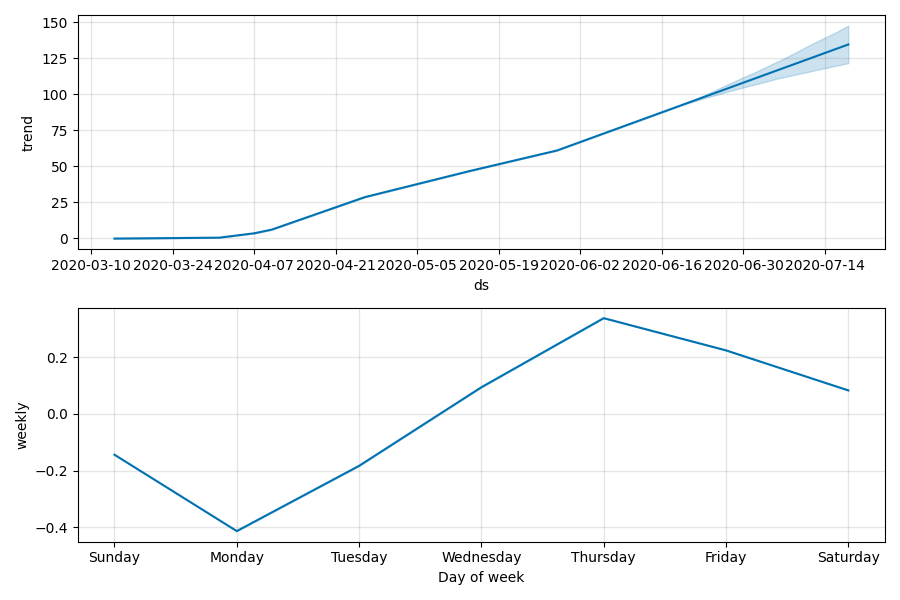 150
125
100
75
50
25
0
trend
2020-03-10 2020-03-24 2020-04-07 2020-04-21 2020-05-05 2020-05-19 2020-06-02 2020-06-16 2020-06-30 2020-07-14
ds
0.2
0.0
−0.2
−0.4
weekly
Sunday Monday Tuesday Wednesday Thursday Friday Saturday
Day of week